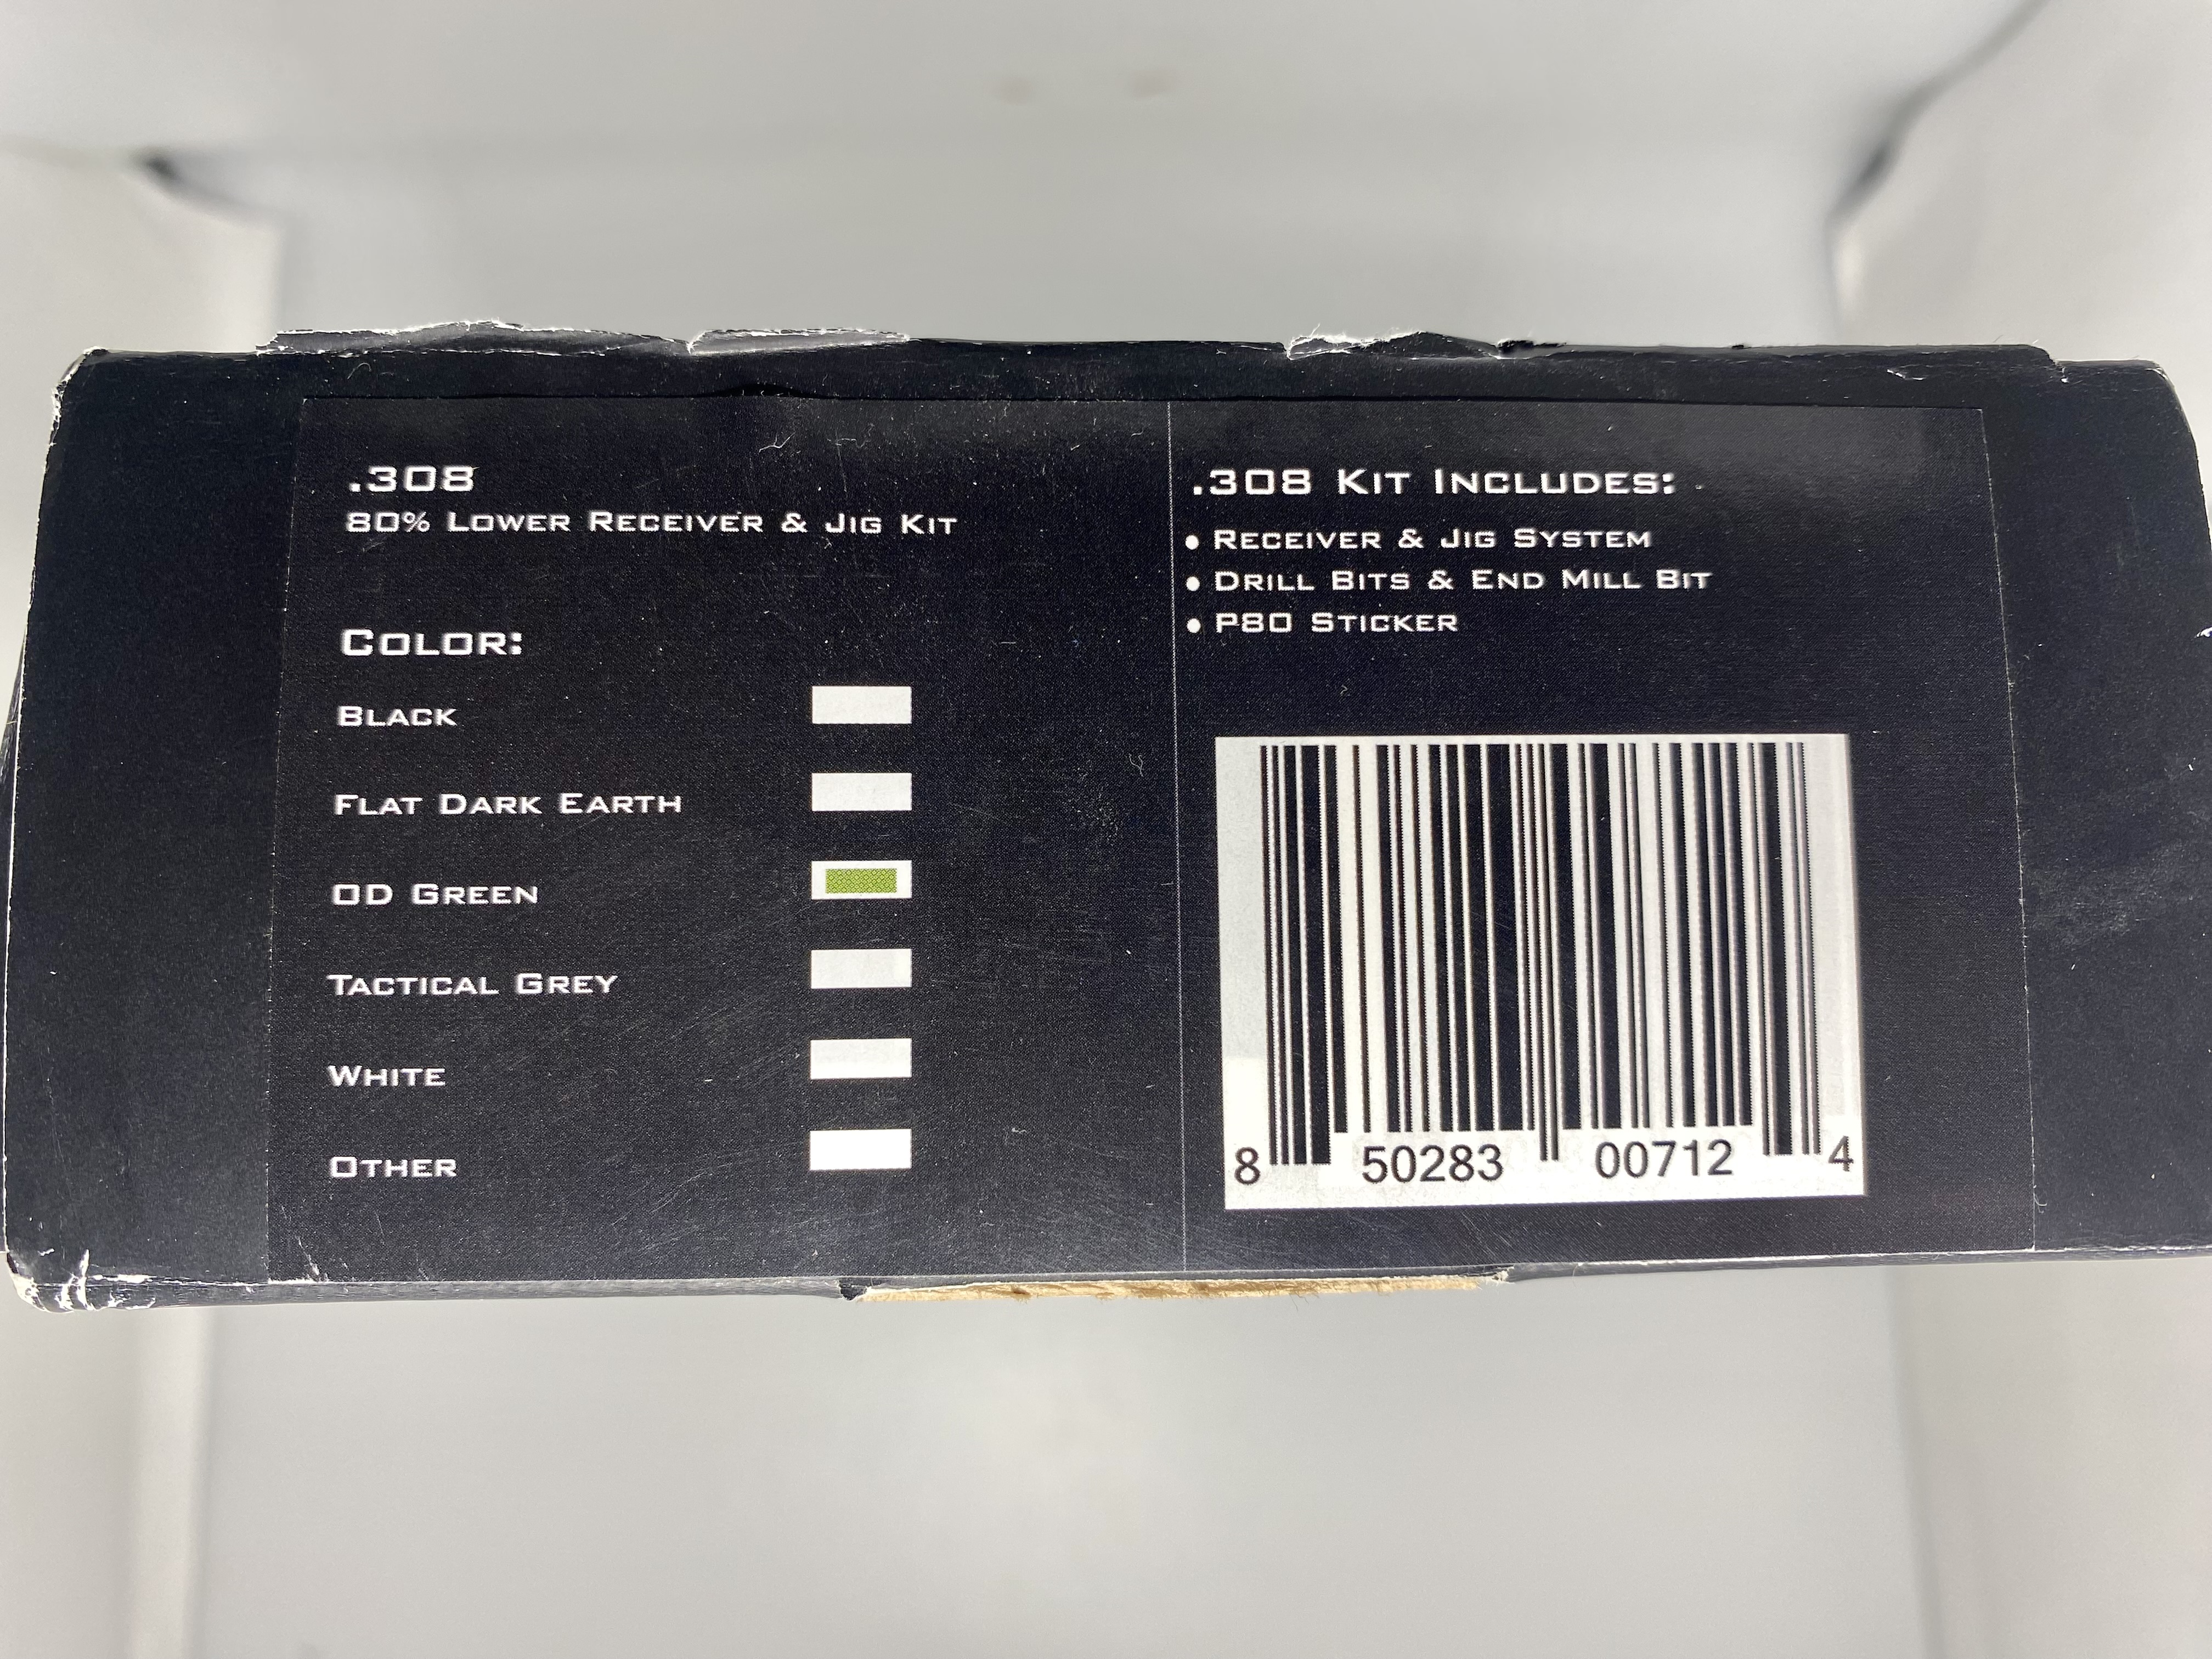 .308
80% Lower Receiver & Jig Kit
Color:
Black
Flat Dark Earth
OD Green
Tactical Grey
White
Other
.308 Kit Includes:
• Receiver & Jig System
• Drill Bits & End Mill Bit
• P80 Sticker
8 50283 00712 4